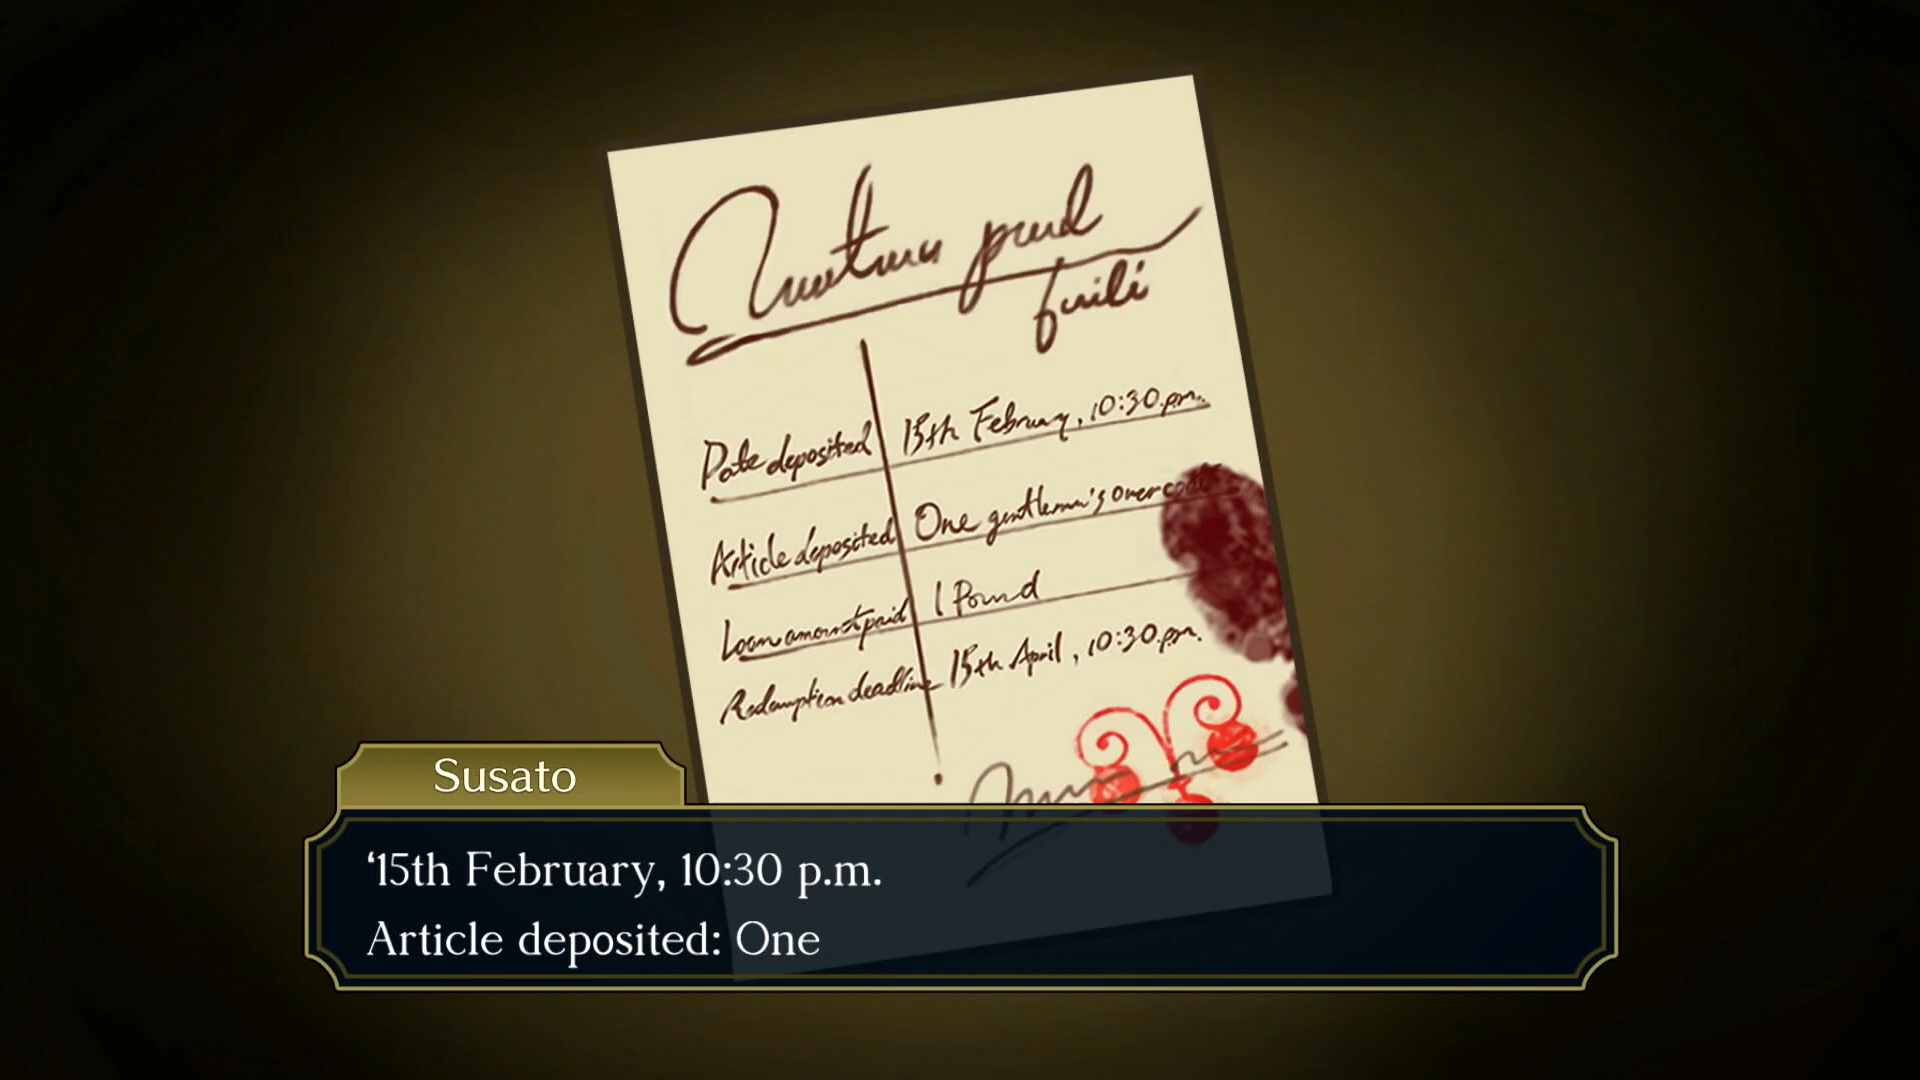 Date deposited 15th February, 10:30 p.m.
Article deposited One gentleman's overcoat
Loan amount paid 1 Pound
Redemption deadline 15th April, 10:30 p.m.
Susato
‘15th February, 10:30 p.m.
Article deposited: One